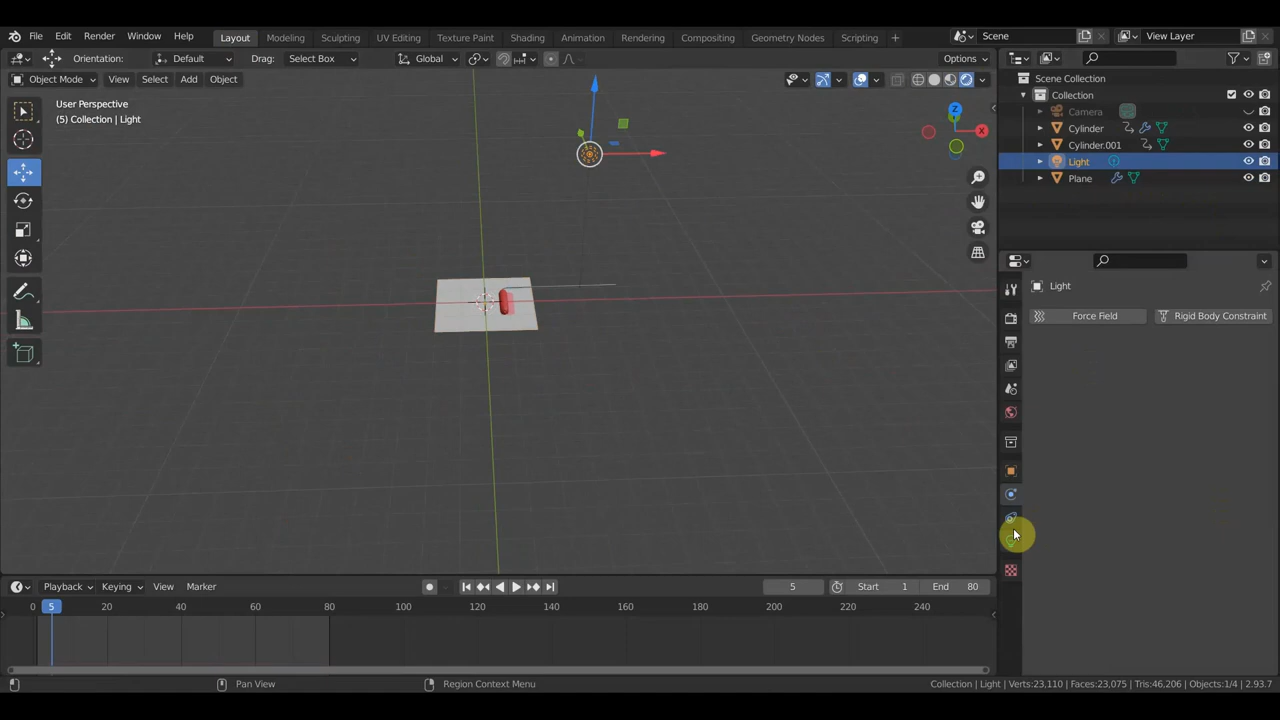 File Edit Render Window Help Layout Modeling Sculpting UV Editing Texture Paint Shading Animation Rendering Compositing Geometry Nodes Scripting + Scene View Layer
Orientation: Default Drag: Select Box Global Options
Object Mode View Select Add Object
User Perspective
(5) Collection | Light
Z
X
Scene Collection
Collection
Camera
Cylinder
Cylinder.001
Light
Plane
Light
Force Field Rigid Body Constraint
Playback Keying View Marker 5 Start 1 End 80
0 5 20 40 60 80 100 120 140 160 180 200 220 240
Pan View Region Context Menu Collection | Light | Verts:23,110 | Faces:23,075 | Tris:46,206 | Objects:1/4 | 2.93.7